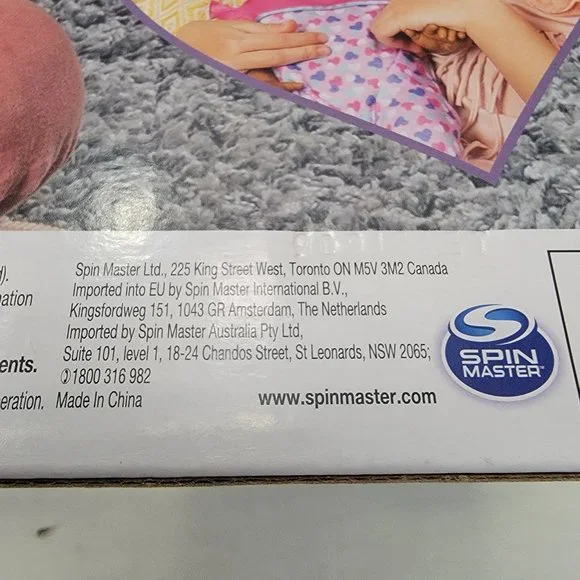 Spin Master Ltd., 225 King Street West, Toronto ON M5V 3M2 Canada
Imported into EU by Spin Master International B.V.,
Kingsfordweg 151, 1043 GR Amsterdam, The Netherlands
Imported by Spin Master Australia Pty Ltd,
Suite 101, level 1, 18-24 Chandos Street, St Leonards, NSW 2065;
1800 316 982
Made In China
www.spinmaster.com
SPIN
MASTER™